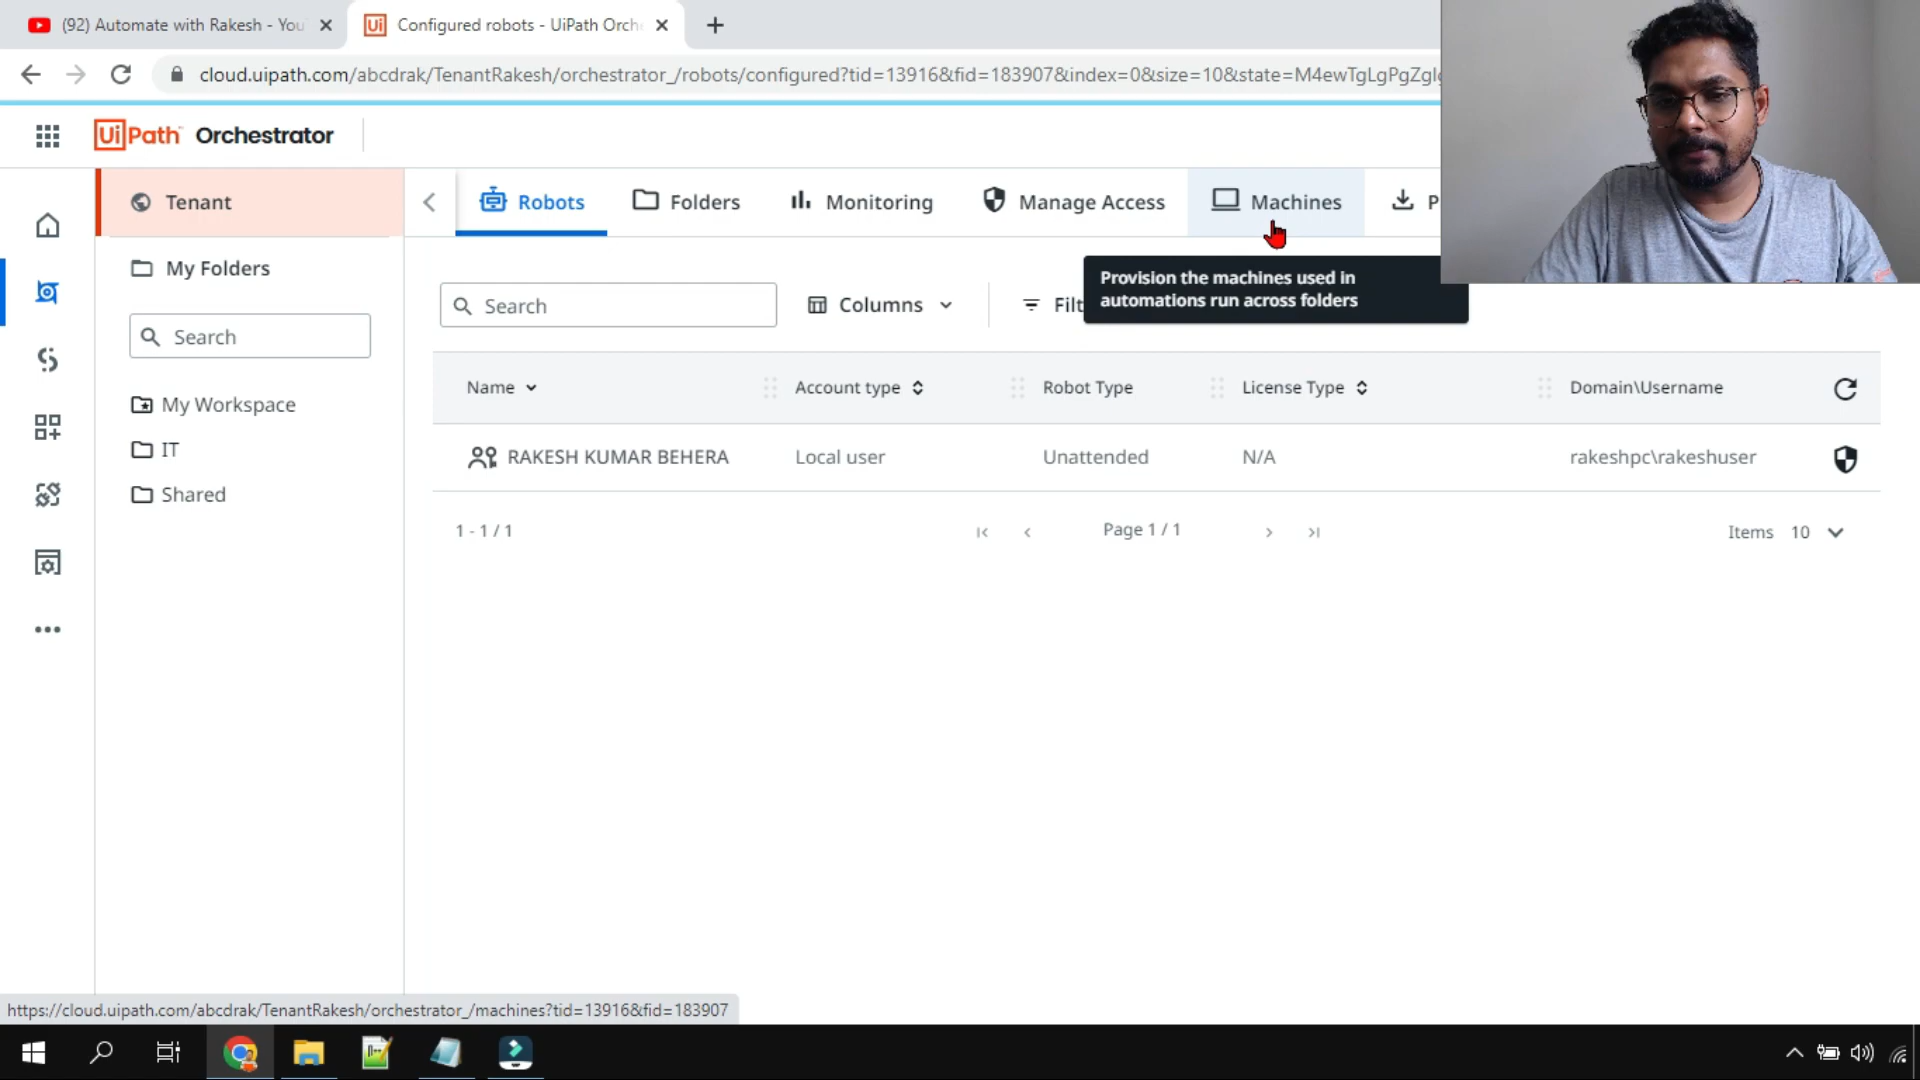 (92) Automate with Rakesh - You
Configured robots - UiPath Orch
cloud.uipath.com/abcdrak/TenantRakesh/orchestrator_/robots/configured?tid=13916&fid=183907&index=0&size=10&state=M4ewTgLgPgZglg
UiPath Orchestrator
Tenant
Robots
Folders
Monitoring
Manage Access
Machines
P
My Folders
Provision the machines used in
automations run across folders
Search
Columns
Filt
Search
Name
Account type
Robot Type
License Type
Domain\Username
My Workspace
RAKESH KUMAR BEHERA
Local user
Unattended
N/A
rakeshpc\rakeshuser
IT
Shared
1 - 1 / 1
Page 1 / 1
Items 10
https://cloud.uipath.com/abcdrak/TenantRakesh/orchestrator_/machines?tid=13916&fid=183907